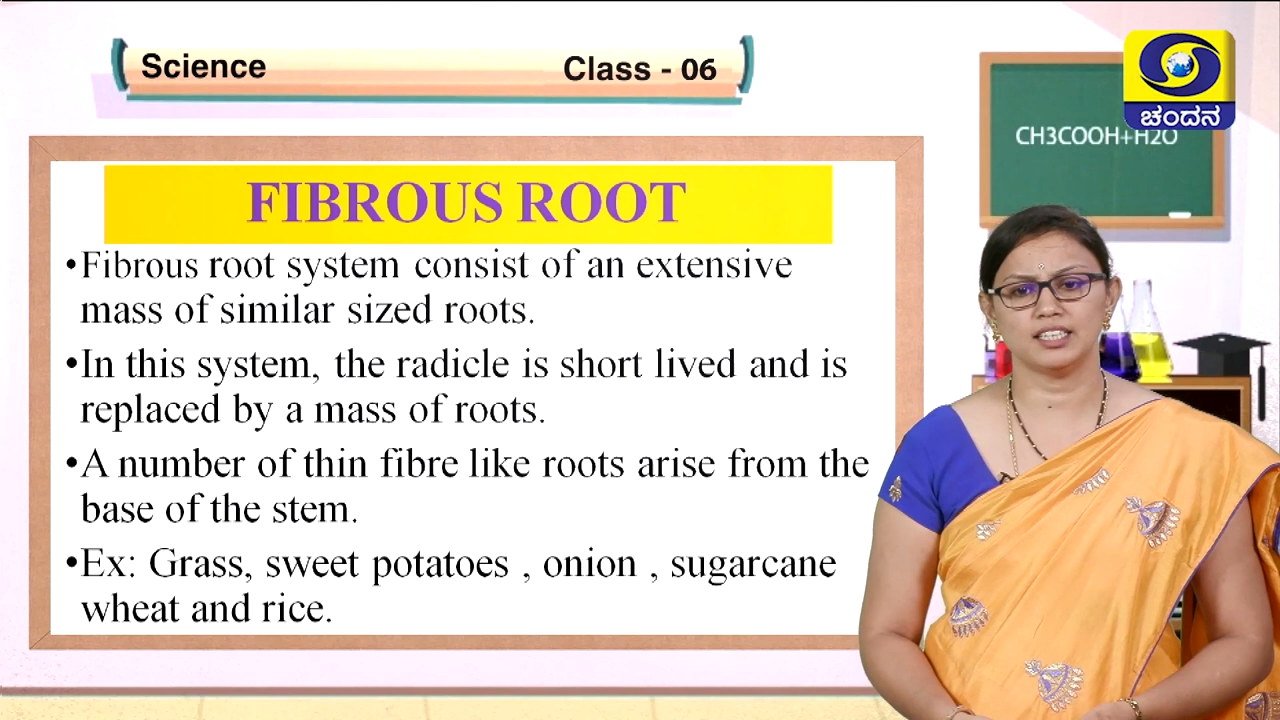 Science
Class - 06
ಚಂದನ
CH3COOH+H2O
FIBROUS ROOT
•Fibrous root system consist of an extensive
mass of similar sized roots.
•In this system, the radicle is short lived and is
replaced by a mass of roots.
•A number of thin fibre like roots arise from the
base of the stem.
•Ex: Grass, sweet potatoes , onion , sugarcane
wheat and rice.